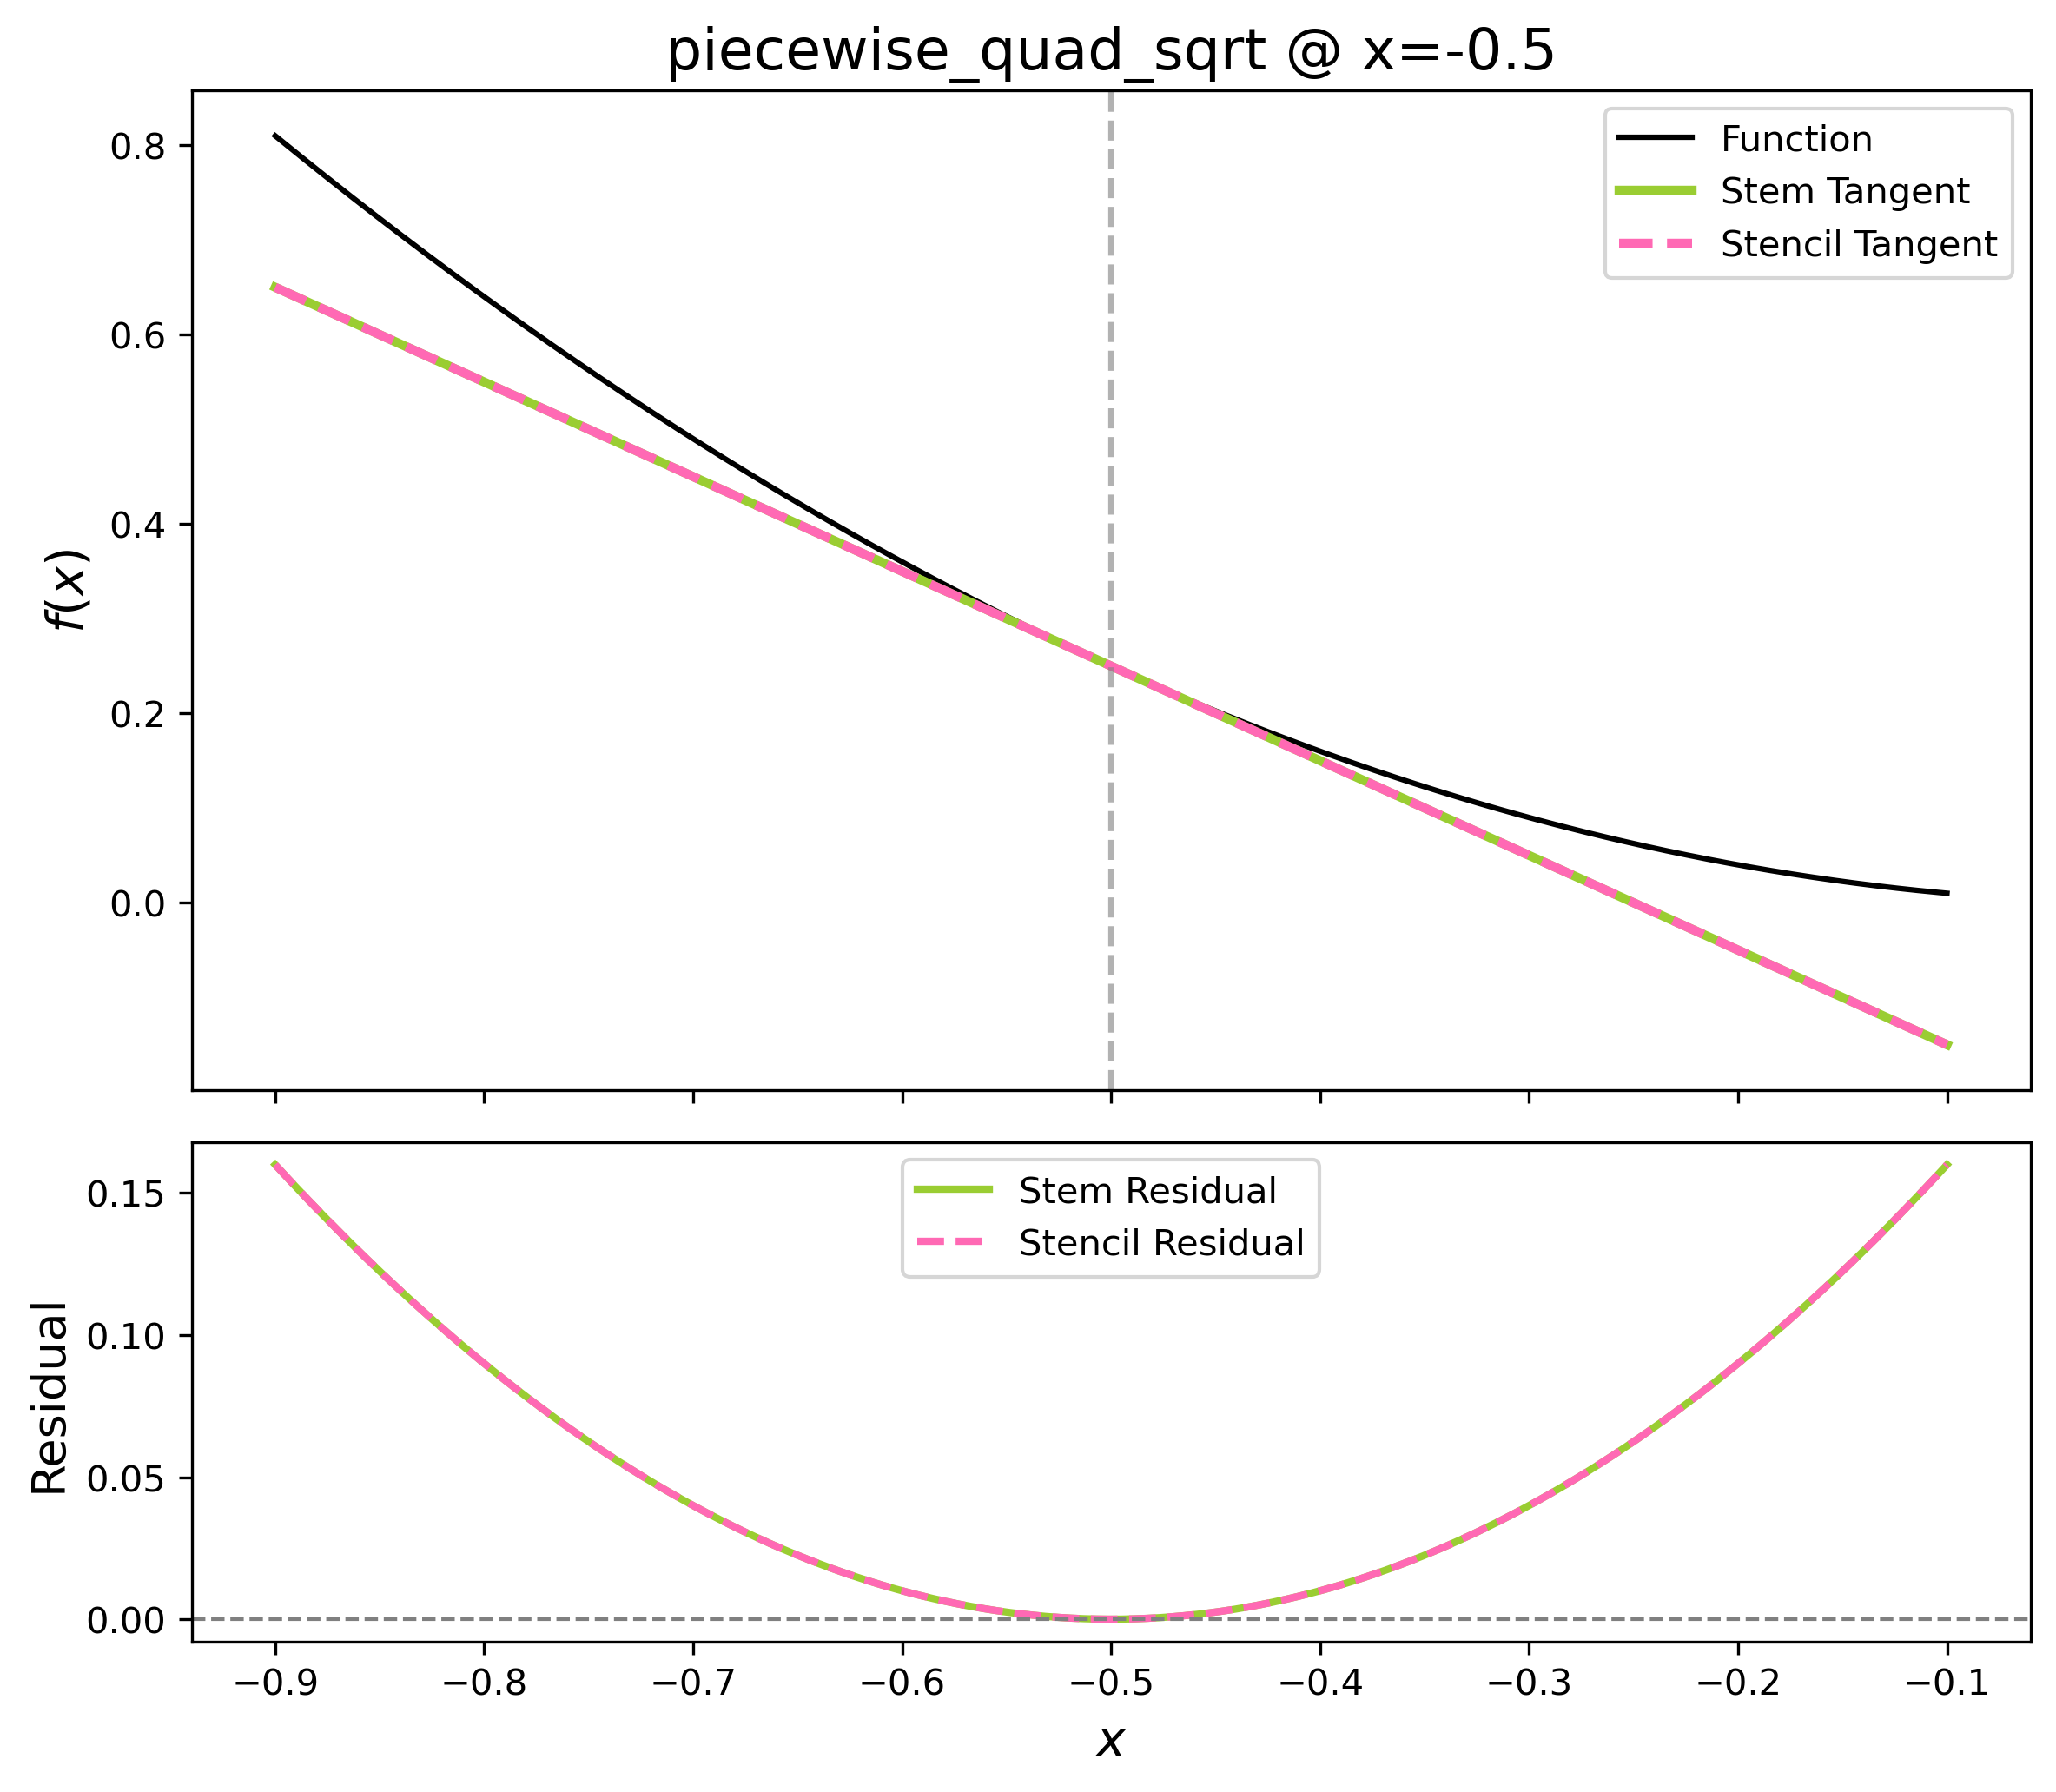 piecewise_quad_sqrt @ x=-0.5
Function
Stem Tangent
Stencil Tangent
0.8
0.6
0.4
0.2
0.0
f(x)
Stem Residual
Stencil Residual
0.15
0.10
0.05
0.00
Residual
−0.9 −0.8 −0.7 −0.6 −0.5 −0.4 −0.3 −0.2 −0.1
x